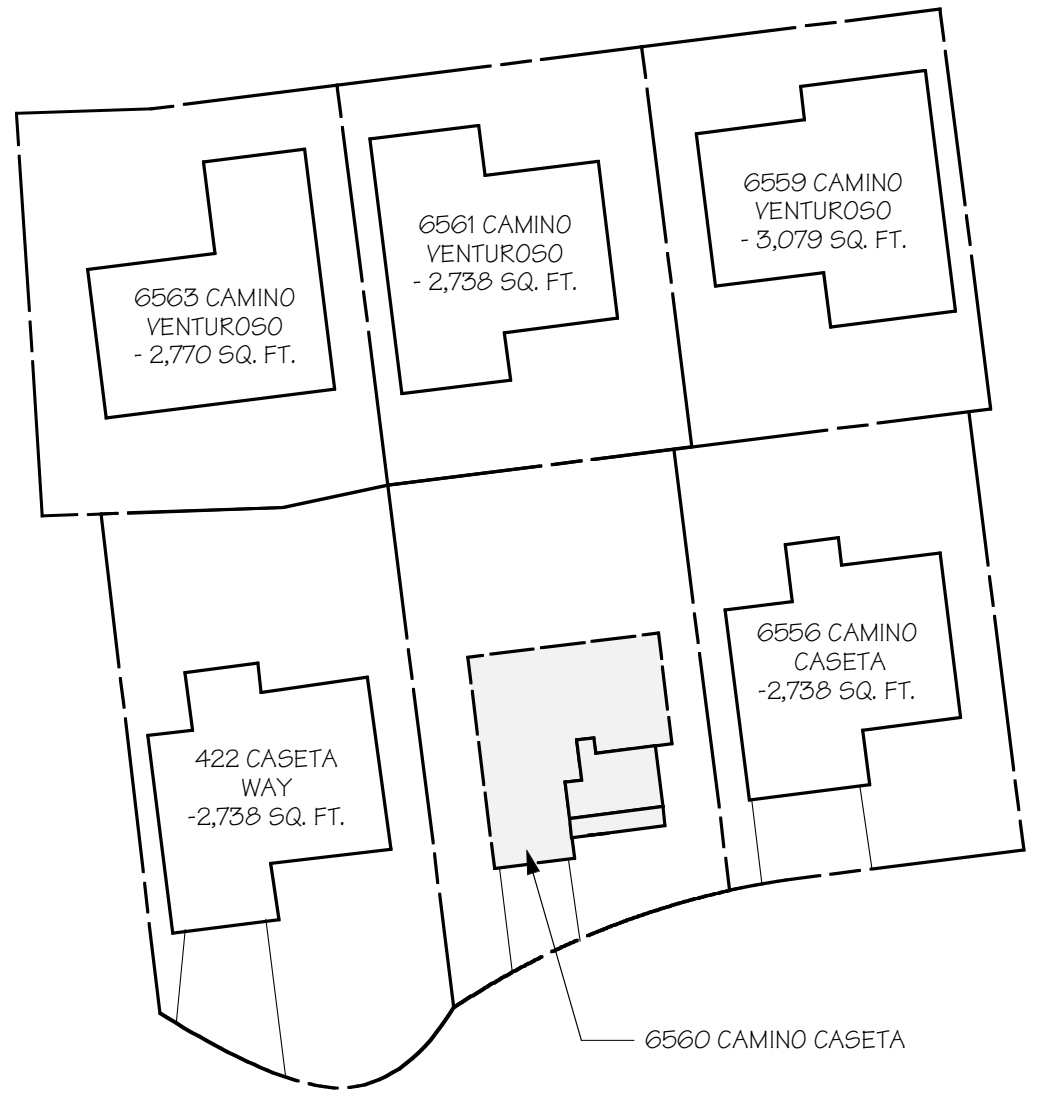 6559 CAMINO
VENTUROSO
- 3,079 SQ. FT.
6561 CAMINO
VENTUROSO
- 2,738 SQ. FT.
6563 CAMINO
VENTUROSO
- 2,770 SQ. FT.
6556 CAMINO
CASETA
-2,738 SQ. FT.
422 CASETA
WAY
-2,738 SQ. FT.
6560 CAMINO CASETA